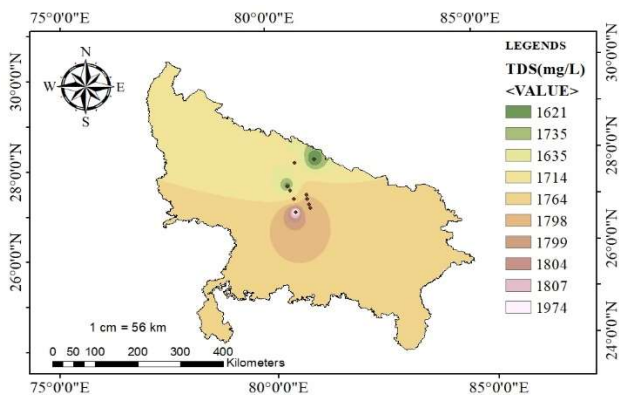 75°0'0"E 80°0'0"E 85°0'0"E
30°0'0"N
28°0'0"N
26°0'0"N
N
W E
S
LEGENDS
TDS(mg/L)
<VALUE>
1621
1735
1635
1714
1764
1798
1799
1804
1807
1974
30°0'0"N
28°0'0"N
26°0'0"N
24°0'0"N
1 cm = 56 km
0 50 100 200 300 400
Kilometers
75°0'0"E 80°0'0"E 85°0'0"E